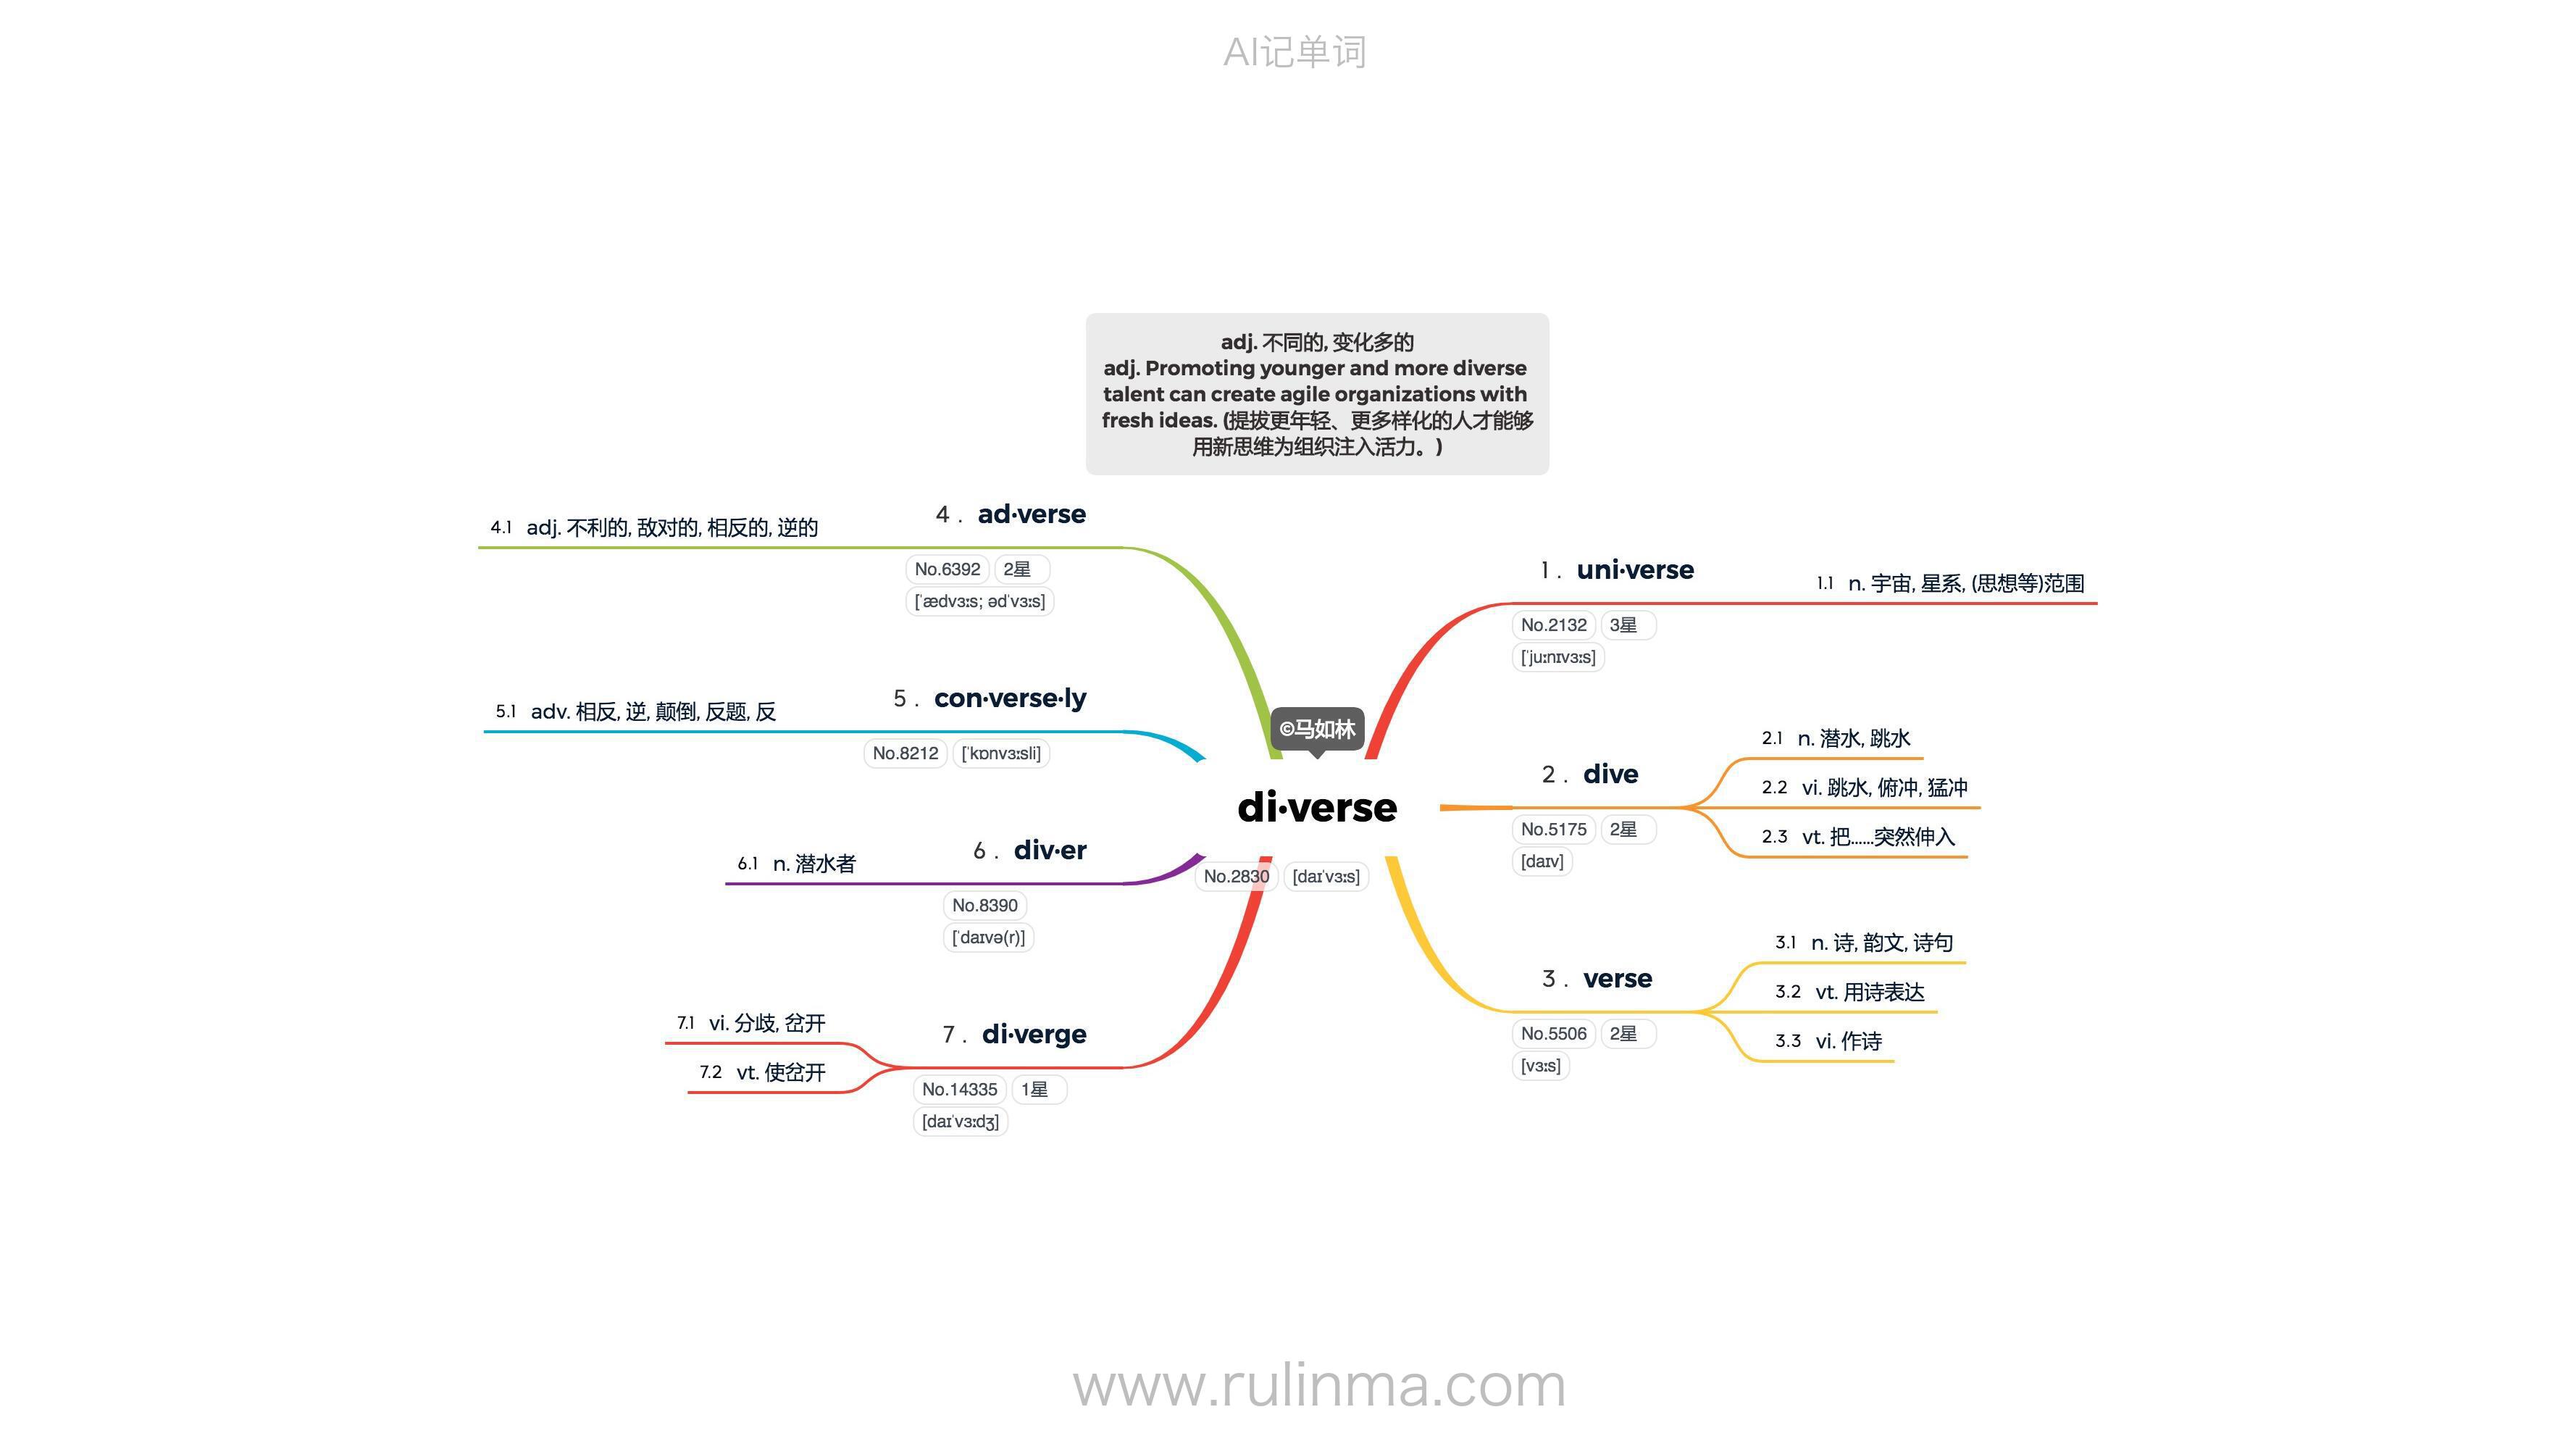 AI记单词
adj. 不同的, 变化多的
adj. Promoting younger and more diverse
talent can create agile organizations with
fresh ideas. (提拔更年轻、更多样化的人才能够
用新思维为组织注入活力。)
©马如林
di·verse
No.2830 [daɪˈvɜːs]
1. uni·verse
No.2132 3星
[ˈjuːnɪvɜːs]
1.1 n. 宇宙, 星系, (思想等)范围
2. dive
No.5175 2星
[daɪv]
2.1 n. 潜水, 跳水
2.2 vi. 跳水, 俯冲, 猛冲
2.3 vt. 把……突然伸入
3. verse
No.5506 2星
[vɜːs]
3.1 n. 诗, 韵文, 诗句
3.2 vt. 用诗表达
3.3 vi. 作诗
4. ad·verse
No.6392 2星
[ˈædvɜːs; ədˈvɜːs]
4.1 adj. 不利的, 敌对的, 相反的, 逆的
5. con·verse·ly
No.8212 [ˈkɒnvɜːsli]
5.1 adv. 相反, 逆, 颠倒, 反题, 反
6. div·er
No.8390
[ˈdaɪvə(r)]
6.1 n. 潜水者
7. di·verge
No.14335 1星
[daɪˈvɜːdʒ]
7.1 vi. 分歧, 岔开
7.2 vt. 使岔开
www.rulinma.com